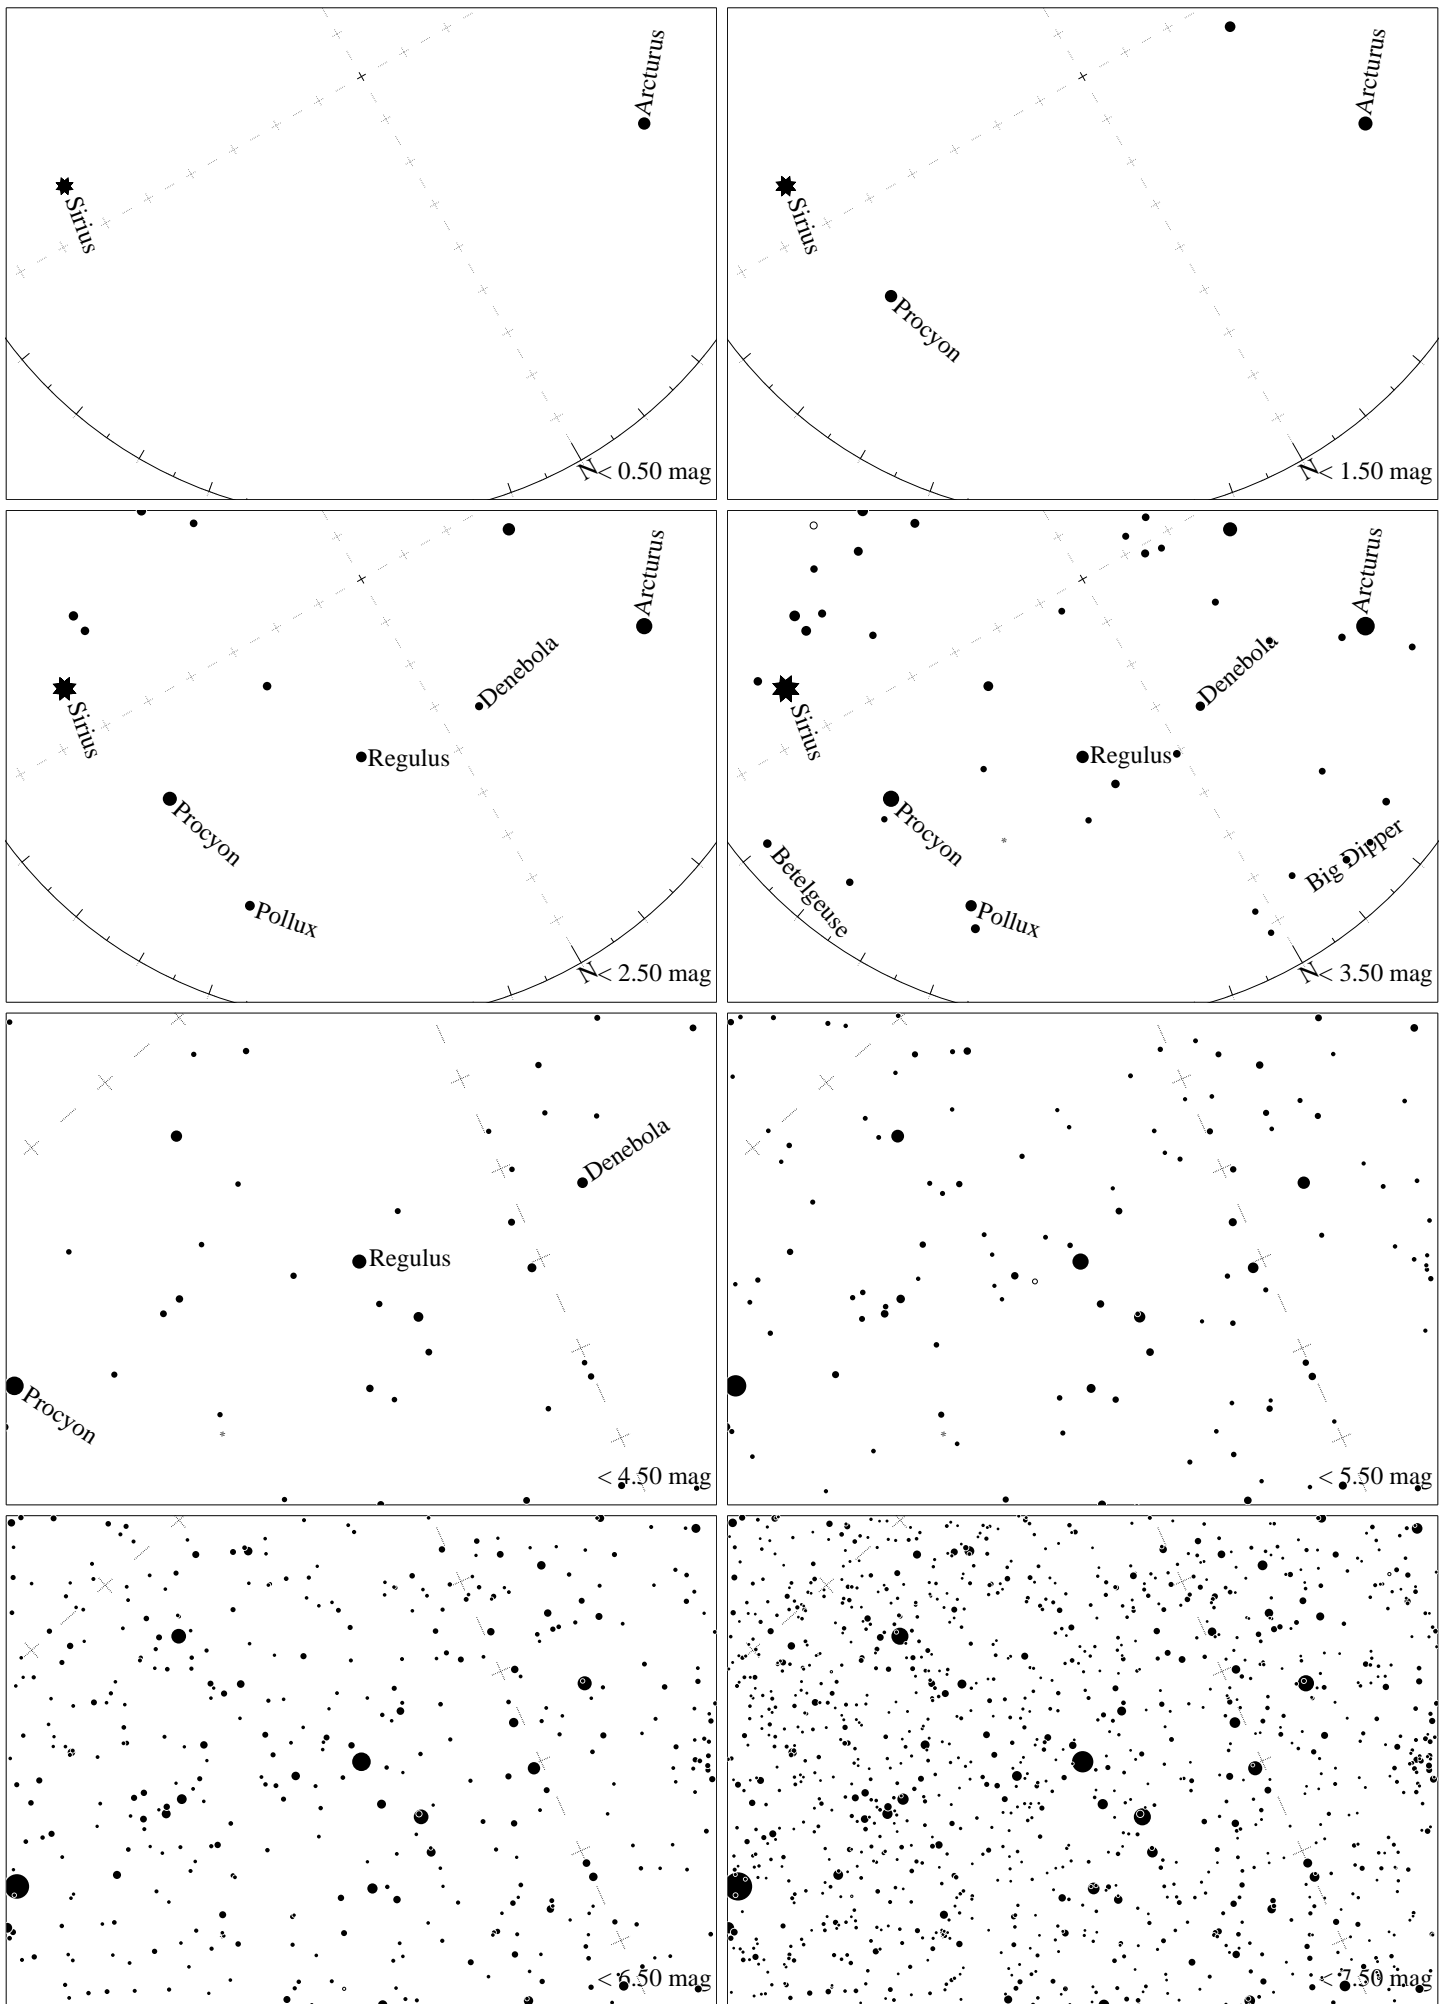 Arcturus
Sirius
N
< 0.50 mag
Arcturus
Sirius
Procyon
N
< 1.50 mag
Arcturus
Denebola
Sirius
Regulus
Procyon
Pollux
N
< 2.50 mag
Arcturus
Denebola
Sirius
Regulus
Procyon
Big Dipper
Betelgeuse
Pollux
N
< 3.50 mag
Denebola
Regulus
Procyon
< 4.50 mag
< 5.50 mag
< 6.50 mag
< 7.50 mag